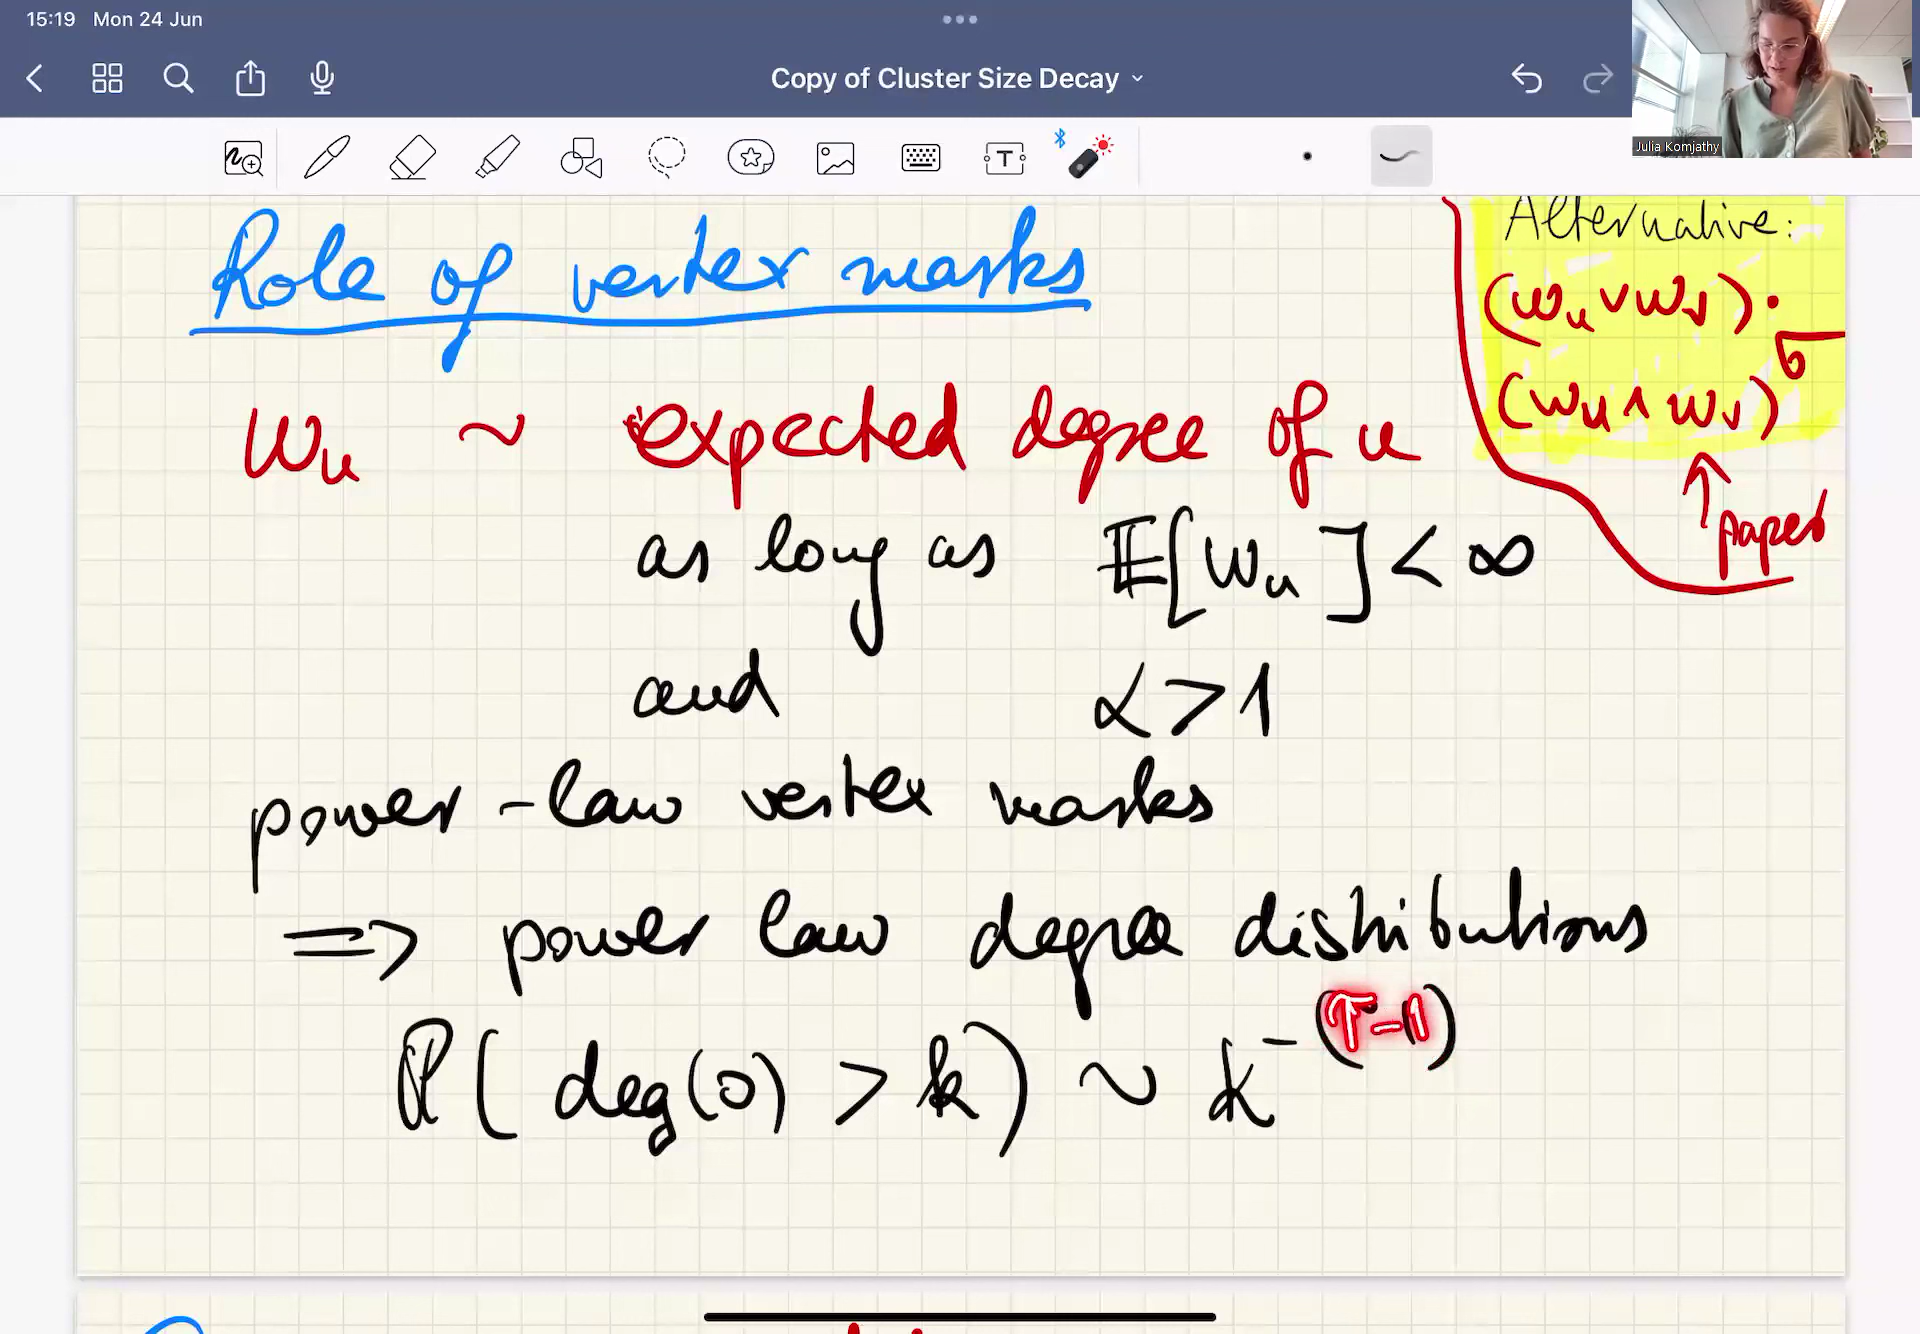 15:19 Mon 24 Jun
Copy of Cluster Size Decay
Julia Komjathy
Role of vertex marks
Alternative:
(w_u ∨ w_v) ·
(w_u ∧ w_v)^σ
↑ paper
w_u ~ expected degree of u
as long as 𝔼[w_u] < ∞
and α > 1
power-law vertex marks
⇒ power law degree distributions
ℙ(deg(0) > k) ~ k^-(τ-1)